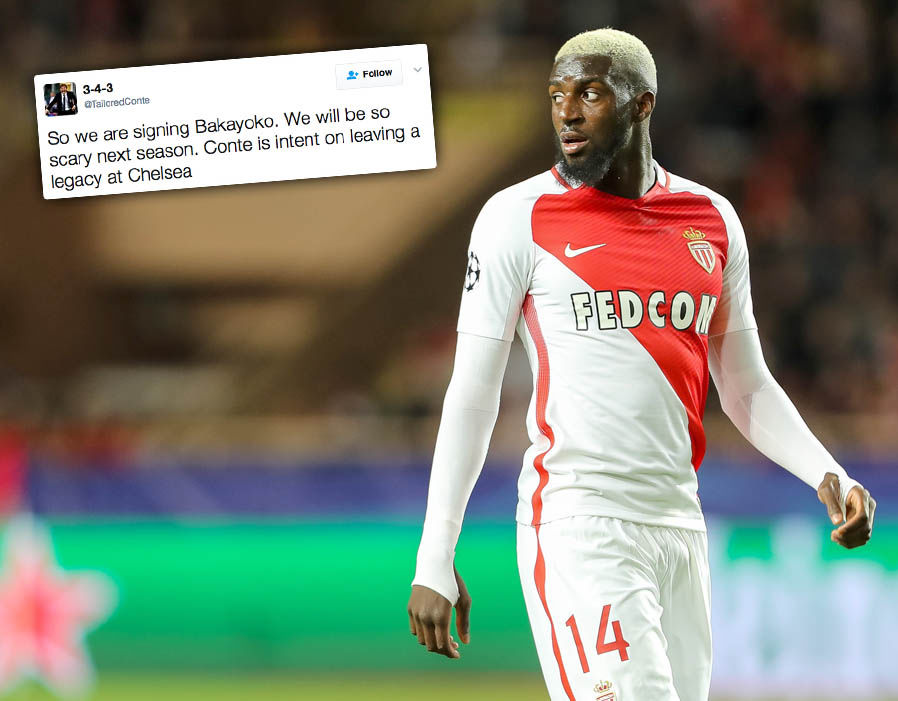 3-4-3
@TailoredConte
Follow
So we are signing Bakayoko. We will be so
scary next season. Conte is intent on leaving a
legacy at Chelsea
FEDCOM
14